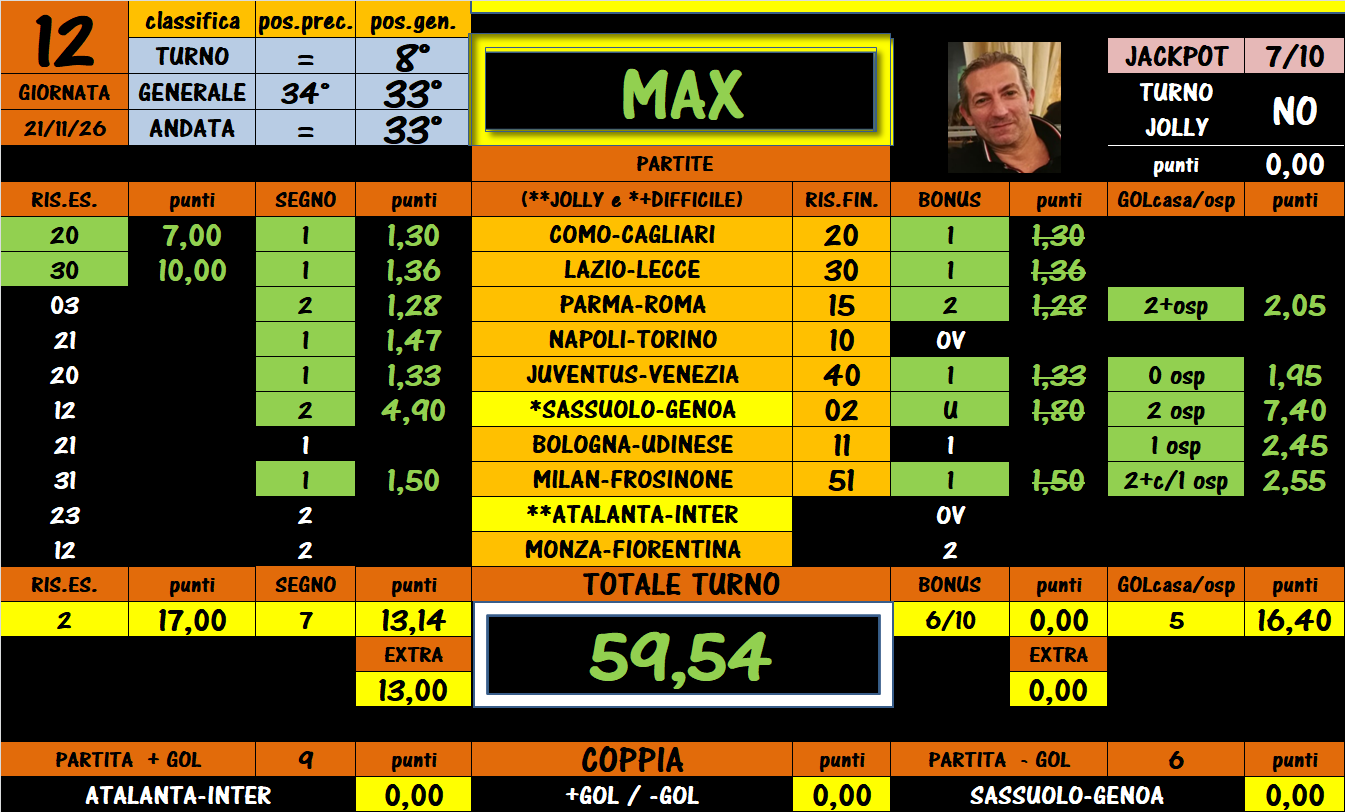 12 classifica pos.prec. pos.gen.
TURNO = 8° MAX JACKPOT 7/10
GIORNATA GENERALE 34° 33° TURNO JOLLY NO
21/11/26 ANDATA = 33°
PARTITE punti 0,00
RIS.ES. punti SEGNO punti (**JOLLY e *+DIFFICILE) RIS.FIN. BONUS punti GOLcasa/osp punti
20 7,00 1 1,30 COMO-CAGLIARI 20 1 1,30
30 10,00 1 1,36 LAZIO-LECCE 30 1 1,36
03 2 1,28 PARMA-ROMA 15 2 1,28 2+osp 2,05
21 1 1,47 NAPOLI-TORINO 10 OV
20 1 1,33 JUVENTUS-VENEZIA 40 1 1,33 0 osp 1,95
12 2 4,90 *SASSUOLO-GENOA 02 U 1,80 2 osp 7,40
21 1 BOLOGNA-UDINESE 11 1 1 osp 2,45
31 1 1,50 MILAN-FROSINONE 51 1 1,50 2+c/1 osp 2,55
23 2 **ATALANTA-INTER OV
12 2 MONZA-FIORENTINA 2
RIS.ES. punti SEGNO punti TOTALE TURNO BONUS punti GOLcasa/osp punti
2 17,00 7 13,14 59,54 6/10 0,00 5 16,40
EXTRA EXTRA
13,00 0,00
PARTITA + GOL 9 punti COPPIA punti PARTITA - GOL 6 punti
ATALANTA-INTER 0,00 +GOL / -GOL 0,00 SASSUOLO-GENOA 0,00